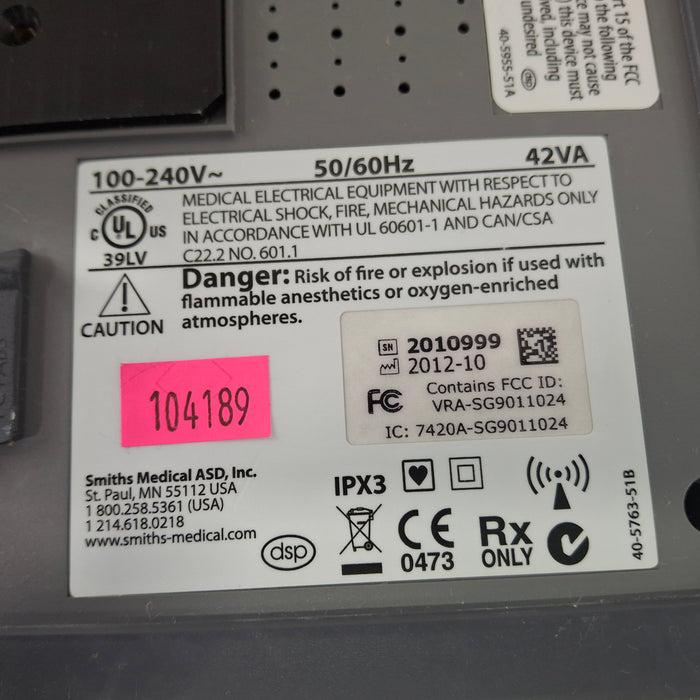 rt 15 of the FCC
the following
ce may not cause
) this device must
ved, including
undesired
dsp
40-5955-51A
100-240V~ 50/60Hz 42VA
CLASSIFIED
C UL US
39LV
MEDICAL ELECTRICAL EQUIPMENT WITH RESPECT TO
ELECTRICAL SHOCK, FIRE, MECHANICAL HAZARDS ONLY
IN ACCORDANCE WITH UL 60601-1 AND CAN/CSA
C22.2 NO. 601.1
CAUTION
Danger: Risk of fire or explosion if used with
flammable anesthetics or oxygen-enriched
atmospheres.
SN 2010999
2012-10
FC Contains FCC ID:
VRA-SG9011024
IC: 7420A-SG9011024
104189
Smiths Medical ASD, Inc.
St. Paul, MN 55112 USA
1 800.258.5361 (USA)
1 214.618.0218
www.smiths-medical.com
dsp
IPX3
CE
0473
Rx
ONLY
40-5763-51B